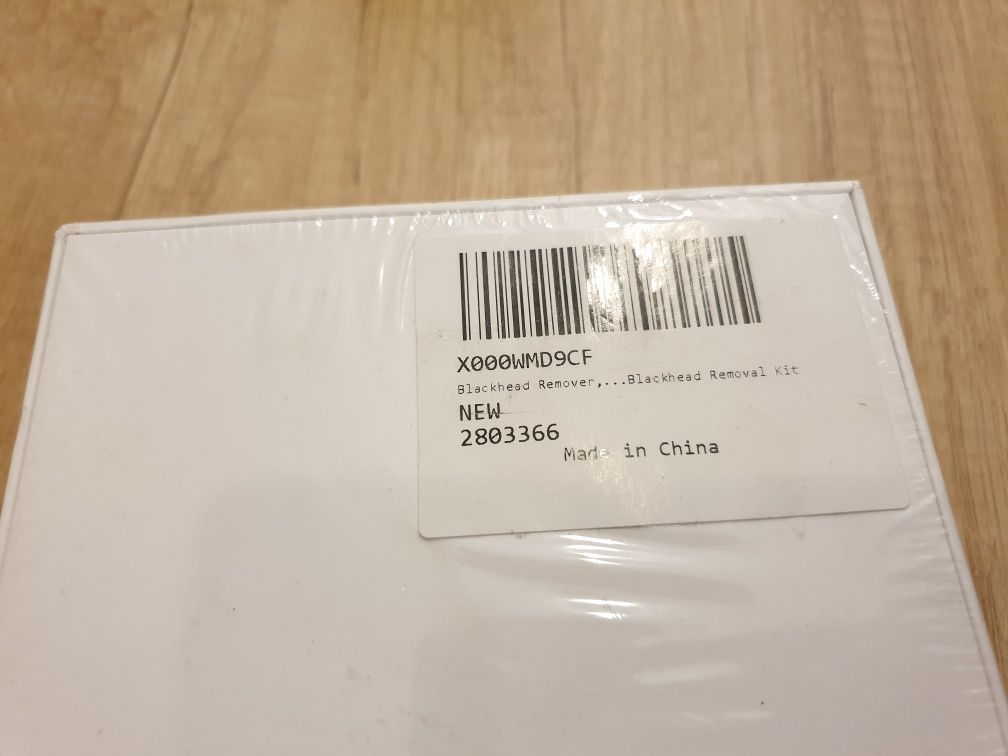 X000WMD9CF
Blackhead Remover,...Blackhead Removal Kit
NEW
2803366
Made in China